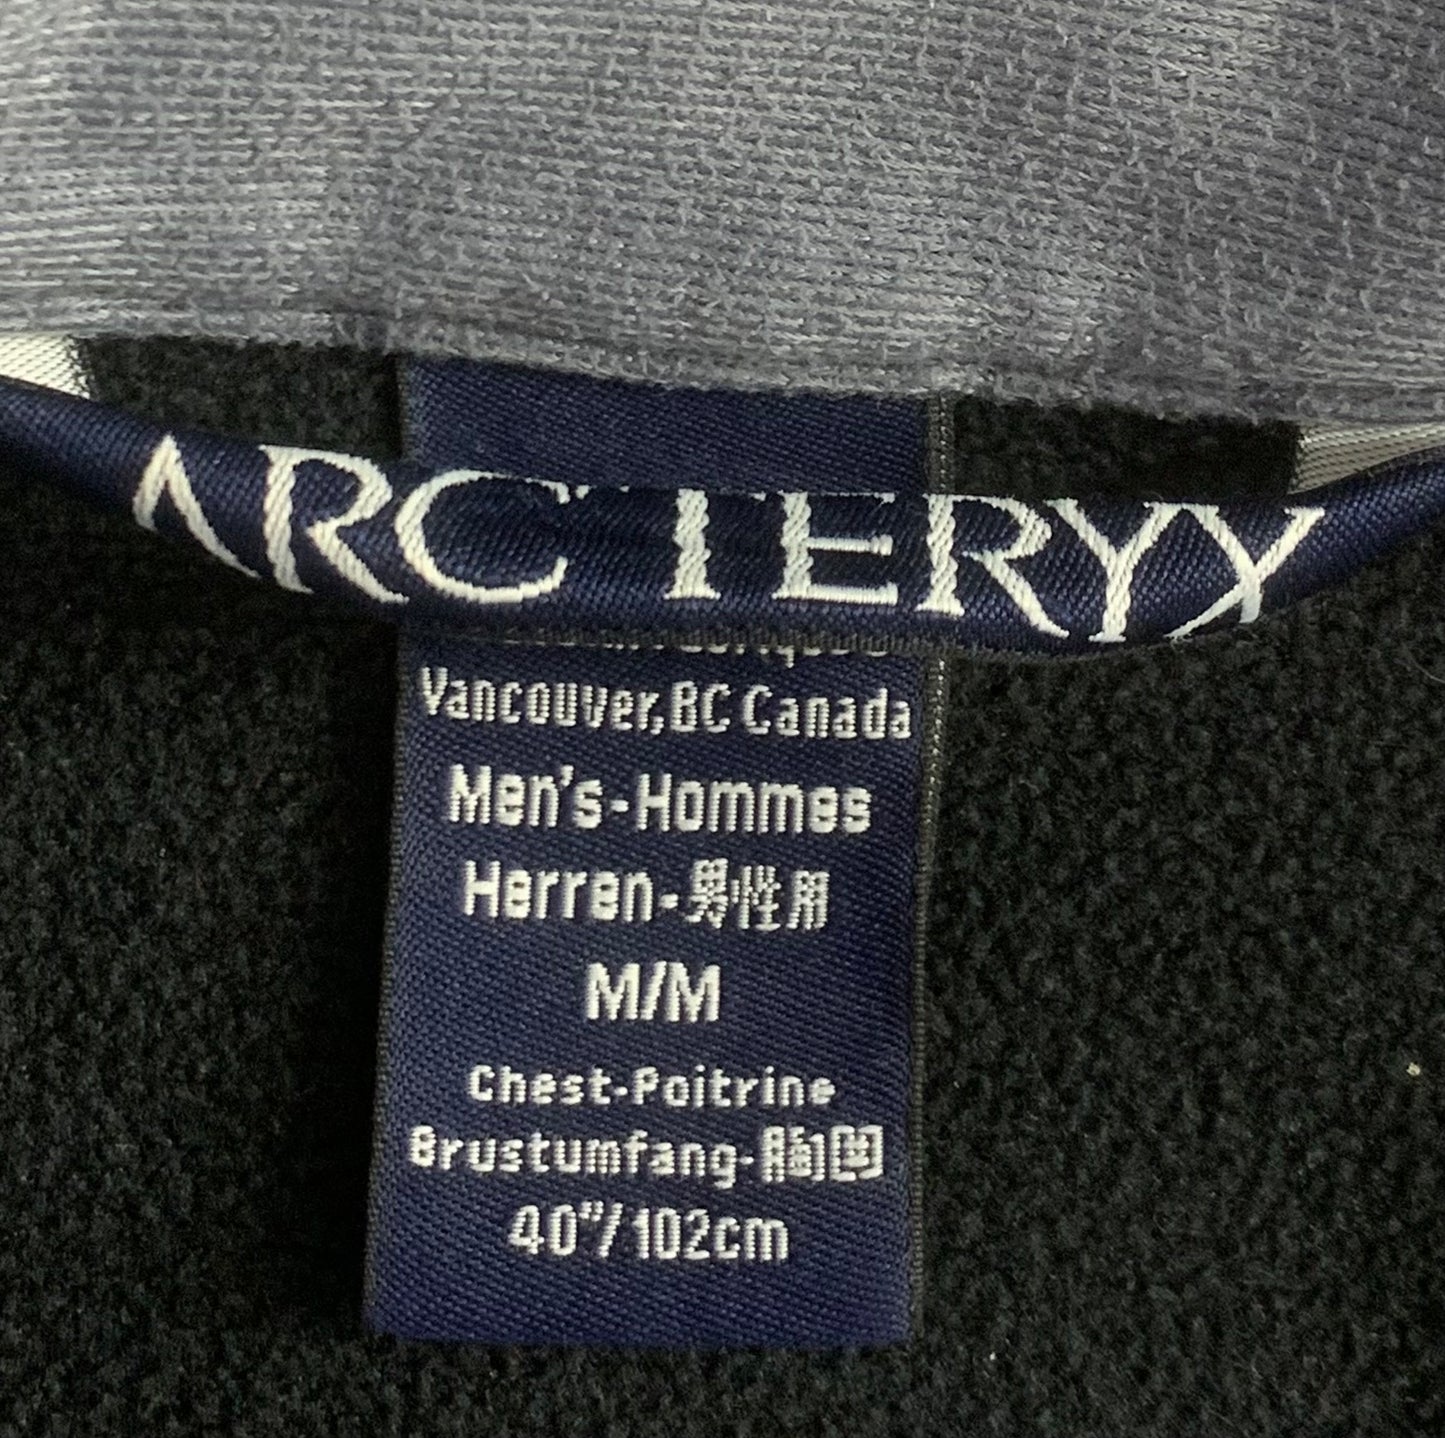 ARC'TERYX
Vancouver, BC Canada
Men's-Hommes
Herren-男性用
M/M
Chest-Poitrine
Brustumfang-胸囲
40"/102cm